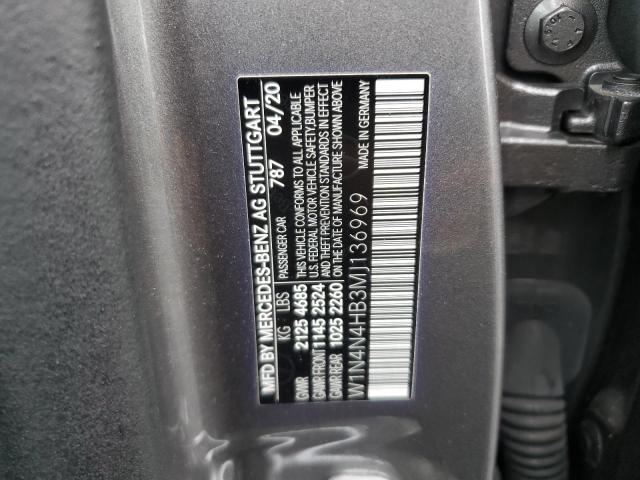 MFD BY MERCEDES-BENZ AG STUTTGART
KG LBS PASSENGER CAR 787 04/20
GVWR 2125 4685
GAWR FRONT 1145 2524
GAWR REAR 1025 2260
THIS VEHICLE CONFORMS TO ALL APPLICABLE
U.S. FEDERAL MOTOR VEHICLE SAFETY, BUMPER
AND THEFT PREVENTION STANDARDS IN EFFECT
ON THE DATE OF MANUFACTURE SHOWN ABOVE
W1N4N4HB3MJ136969 MADE IN GERMANY